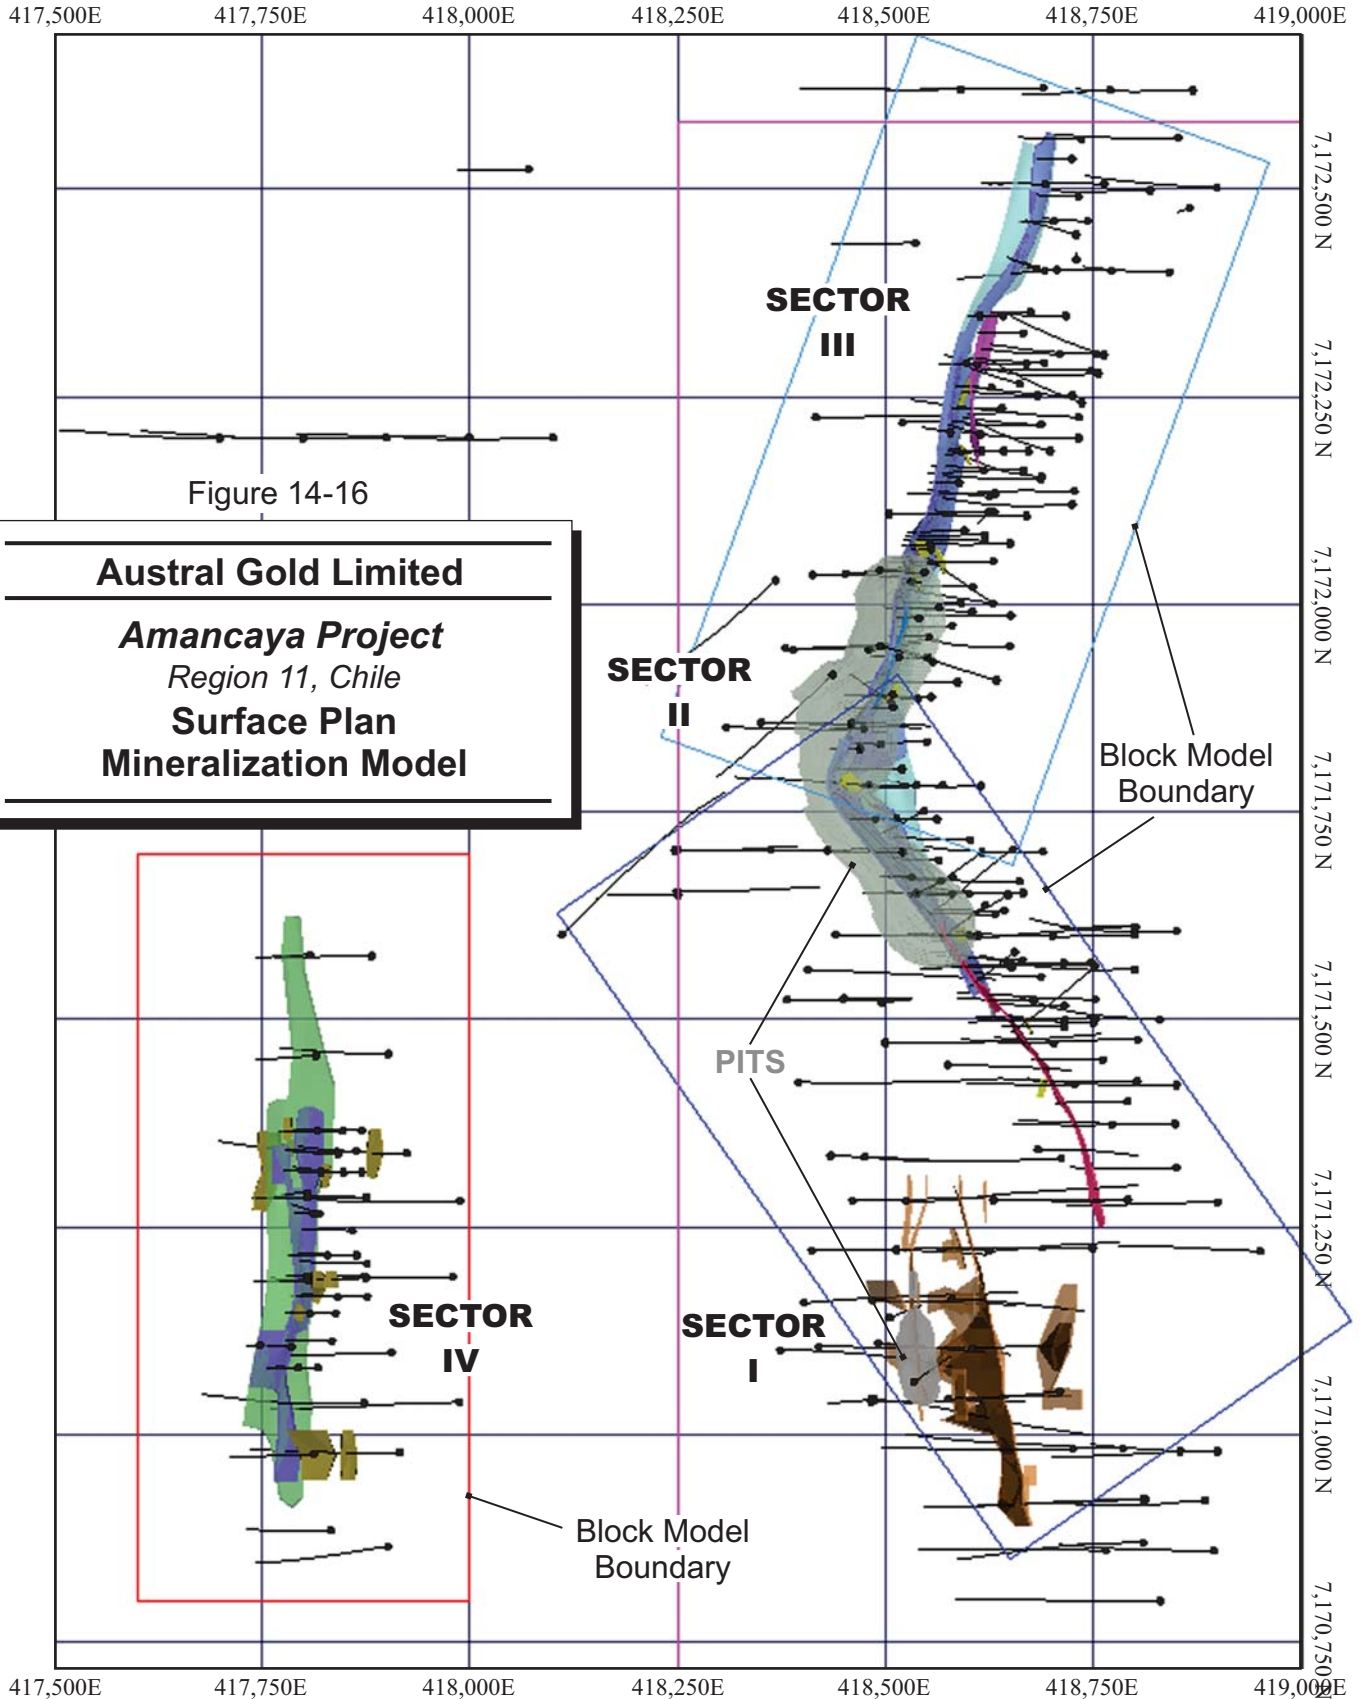 417,500E 417,750E 418,000E 418,250E 418,500E 418,750E 419,000E
7,172,500 N
SECTOR
III
7,172,250 N
Figure 14-16
Austral Gold Limited
Amancaya Project
Region 11, Chile
Surface Plan
Mineralization Model
7,172,000 N
SECTOR
II
Block Model
Boundary
7,171,750 N
7,171,500 N
PITS
7,171,250 N
SECTOR
IV
SECTOR
I
7,171,000 N
Block Model
Boundary
7,170,750
417,500E 417,750E 418,000E 418,250E 418,500E 418,750E 419,000E